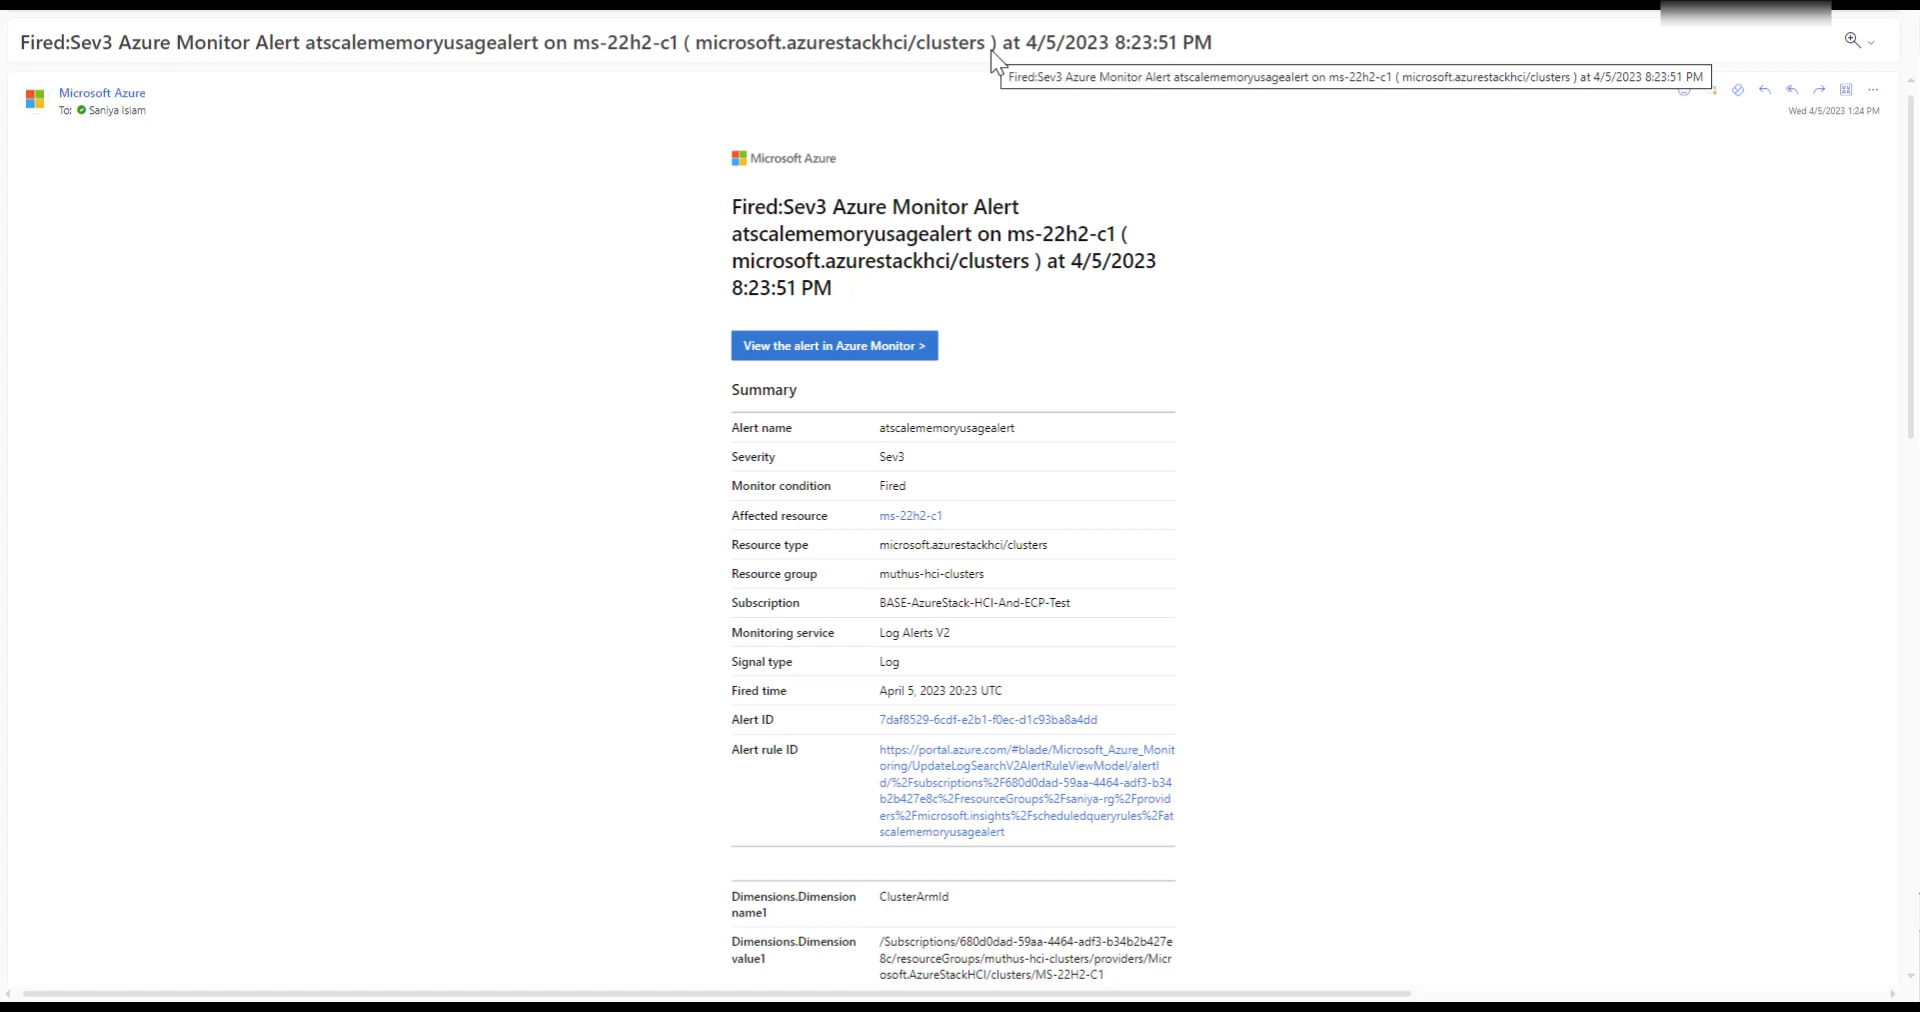 Fired:Sev3 Azure Monitor Alert atscalememoryusagealert on ms-22h2-c1 ( microsoft.azurestackhci/clusters ) at 4/5/2023 8:23:51 PM
Fired:Sev3 Azure Monitor Alert atscalememoryusagealert on ms-22h2-c1 ( microsoft.azurestackhci/clusters ) at 4/5/2023 8:23:51 PM
Microsoft Azure
To: Saniya Islam
Wed 4/5/2023 1:24 PM
Microsoft Azure
Fired:Sev3 Azure Monitor Alert
atscalememoryusagealert on ms-22h2-c1 (
microsoft.azurestackhci/clusters ) at 4/5/2023
8:23:51 PM
View the alert in Azure Monitor >
Summary
Alert name atscalememoryusagealert
Severity Sev3
Monitor condition Fired
Affected resource ms-22h2-c1
Resource type microsoft.azurestackhci/clusters
Resource group muthus-hci-clusters
Subscription BASE-AzureStack-HCI-And-ECP-Test
Monitoring service Log Alerts V2
Signal type Log
Fired time April 5, 2023 20:23 UTC
Alert ID 7daf8529-6cdf-e2b1-f0ec-d1c93ba8a4dd
Alert rule ID https://portal.azure.com/#blade/Microsoft_Azure_Monit
oring/UpdateLogSearchV2AlertRuleViewModel/alertI
d/%2Fsubscriptions%2F680d0dad-59aa-4464-adf3-b34
b2b427e8c%2FresourceGroups%2Fsaniya-rg%2Fprovid
ers%2Fmicrosoft.insights%2Fscheduledqueryrules%2Fat
scalememoryusagealert
Dimensions.Dimension ClusterArmId
name1
Dimensions.Dimension /Subscriptions/680d0dad-59aa-4464-adf3-b34b2b427e
value1 8c/resourceGroups/muthus-hci-clusters/providers/Micr
osoft.AzureStackHCI/clusters/MS-22H2-C1